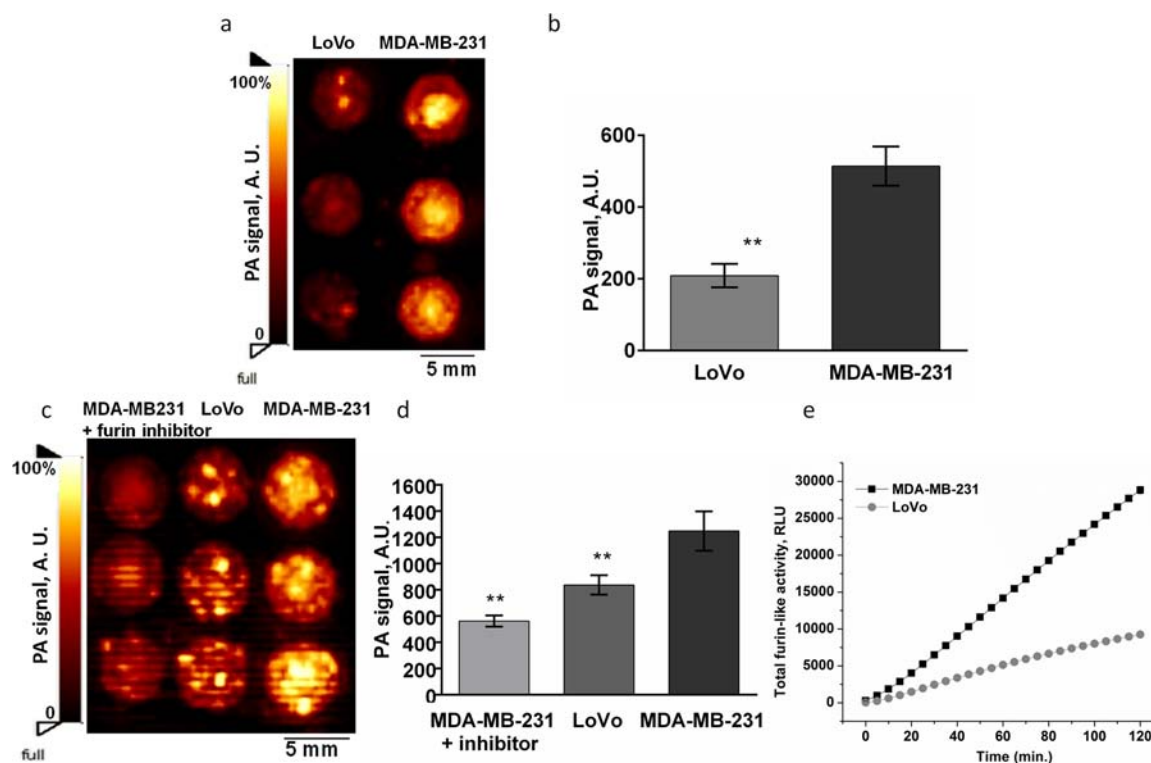 a
LoVo MDA-MB-231
100%
PA signal, A. U.
0
full
5 mm
b
600
400
200
0
PA signal, A.U.
**
LoVo MDA-MB-231
c
MDA-MB231 LoVo MDA-MB-231
+ furin inhibitor
100%
PA signal, A. U.
0
full
5 mm
d
1600
1400
1200
1000
800
600
400
200
0
PA signal, A.U.
**
**
MDA-MB-231 LoVo MDA-MB-231
+ inhibitor
e
MDA-MB-231
LoVo
30000
25000
20000
15000
10000
5000
0
Total furin-like activity, RLU
0 20 40 60 80 100 120
Time (min.)